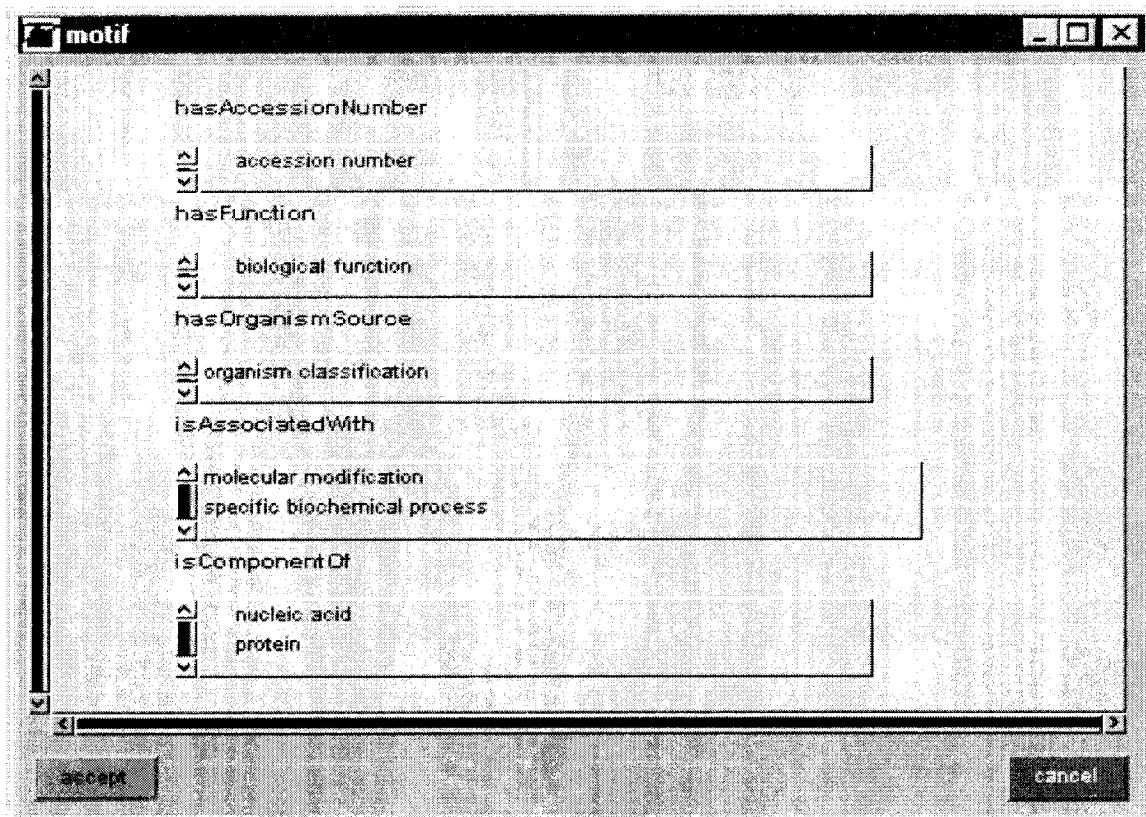 motif
hasAccessionNumber
accession number
hasFunction
biological function
hasOrganismSource
organism classification
isAssociatedWith
molecular modification
specific biochemical process
isComponentOf
nucleic acid
protein
accept
cancel